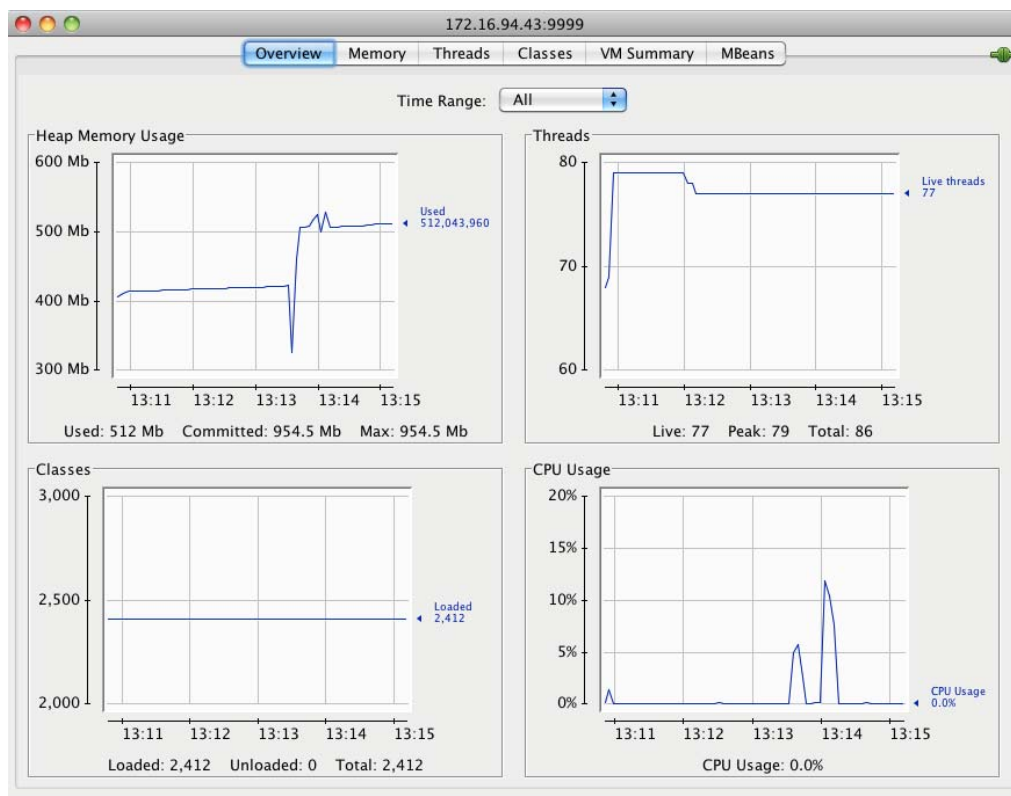 172.16.94.43:9999
Overview Memory Threads Classes VM Summary MBeans
Time Range: All
Heap Memory Usage
600 Mb
500 Mb
400 Mb
300 Mb
Used
512,043,960
13:11 13:12 13:13 13:14 13:15
Used: 512 Mb Committed: 954.5 Mb Max: 954.5 Mb
Threads
80
70
60
Live threads
77
13:11 13:12 13:13 13:14 13:15
Live: 77 Peak: 79 Total: 86
Classes
3,000
2,500
2,000
Loaded
2,412
13:11 13:12 13:13 13:14 13:15
Loaded: 2,412 Unloaded: 0 Total: 2,412
CPU Usage
20%
15%
10%
5%
0%
CPU Usage
0.0%
13:11 13:12 13:13 13:14 13:15
CPU Usage: 0.0%